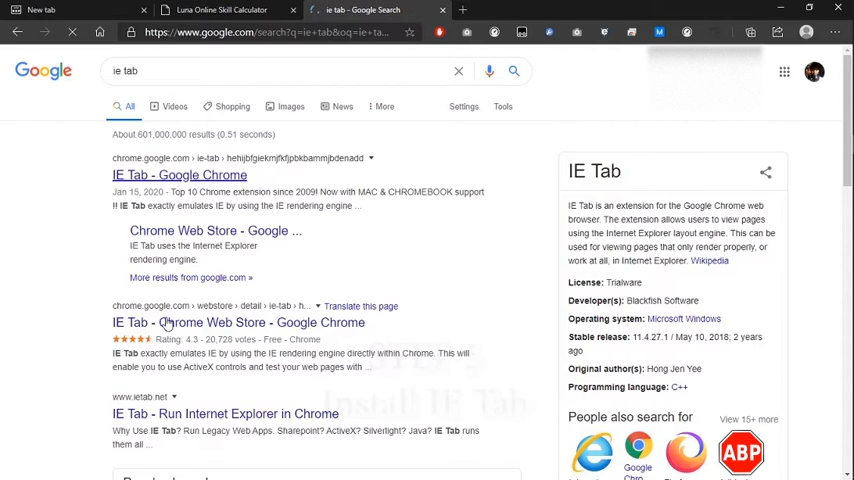 New tab
Luna Online Skill Calculator
ie tab - Google Search
https://www.google.com/search?q=ie+tab&oq=ie+ta...
Google
ie tab
All
Videos
Shopping
Images
News
More
Settings
Tools
About 601,000,000 results (0.51 seconds)
chrome.google.com › ie-tab › hehijbfgiekmjfkfjpbkbammjbdenadd
IE Tab - Google Chrome
Jan 15, 2020 - Top 10 Chrome extension since 2009! Now with MAC & CHROMEBOOK support
!! IE Tab exactly emulates IE by using the IE rendering engine ...
Chrome Web Store - Google ...
IE Tab uses the Internet Explorer
rendering engine.
More results from google.com »
chrome.google.com › webstore › detail › ie-tab › h... Translate this page
IE Tab - Chrome Web Store - Google Chrome
Rating: 4.3 - 20,728 votes - Free - Chrome
IE Tab exactly emulates IE by using the IE rendering engine directly within Chrome. This will
enable you to use ActiveX controls and test your web pages with ...
www.ietab.net
IE Tab - Run Internet Explorer in Chrome
Why Use IE Tab? Run Legacy Web Apps. Sharepoint? ActiveX? Silverlight? Java? IE Tab runs
them all ...
IE Tab
IE Tab is an extension for the Google Chrome web
browser. The extension allows users to view pages
using the Internet Explorer layout engine. This can be
used for viewing pages that only render properly, or
work at all, in Internet Explorer. Wikipedia
License: Trialware
Developer(s): Blackfish Software
Operating system: Microsoft Windows
Stable release: 11.4.27.1 / May 10, 2018; 2 years
ago
Original author(s): Hong Jen Yee
Programming language: C++
People also search for
View 15+ more
Google
ABP
STEP 5
Install IE Tab